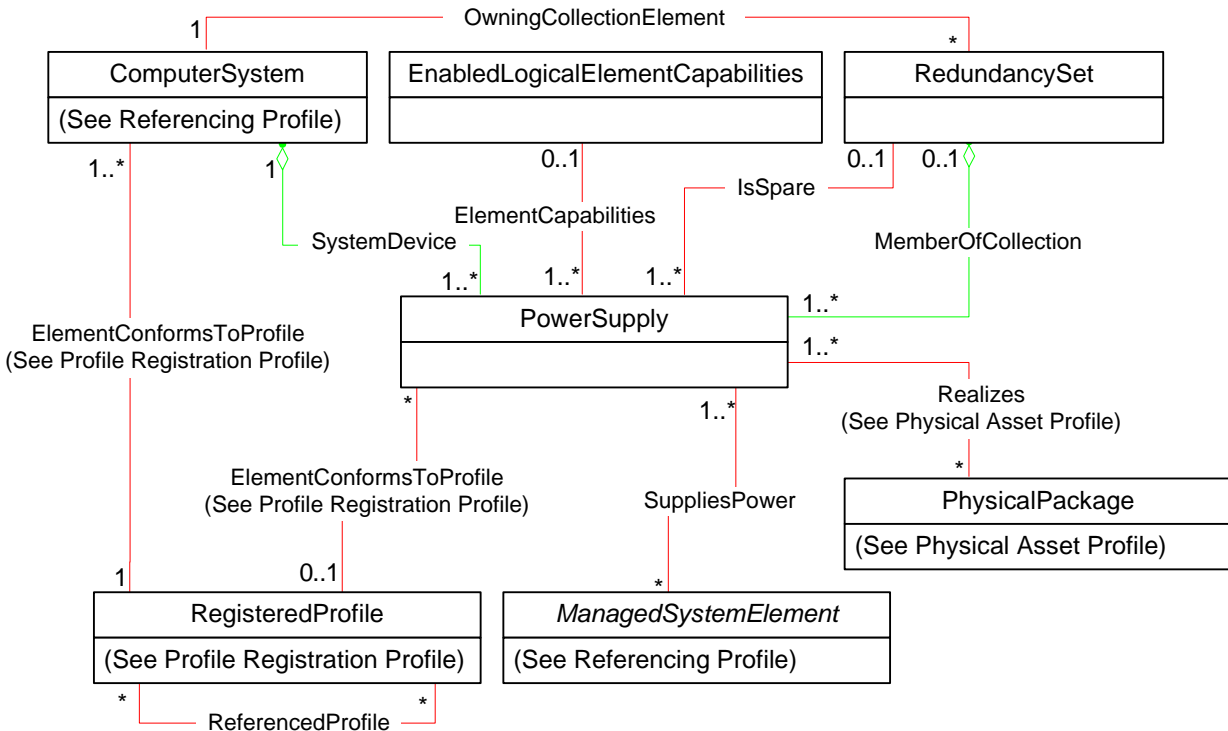 OwningCollectionElement
1
*
ComputerSystem
(See Referencing Profile)
EnabledLogicalElementCapabilities
RedundancySet
1..*
1
0..1
0..1
0..1
IsSpare
ElementCapabilities
SystemDevice
MemberOfCollection
1..*
1..*
1..*
1..*
PowerSupply
ElementConformsToProfile
(See Profile Registration Profile)
1..*
*
1..*
Realizes
(See Physical Asset Profile)
ElementConformsToProfile
(See Profile Registration Profile)
SuppliesPower
*
PhysicalPackage
(See Physical Asset Profile)
1
0..1
*
RegisteredProfile
(See Profile Registration Profile)
ManagedSystemElement
(See Referencing Profile)
*
*
ReferencedProfile